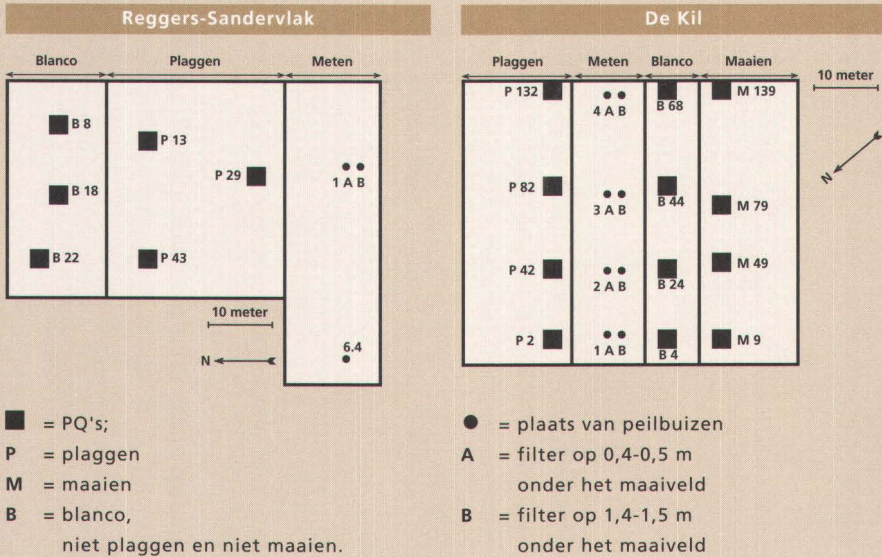 Reggers-Sandervlak
Blanco Plaggen Meten
B 8
P 13
P 29
1 A B
B 18
B 22
P 43
10 meter
N
6.4
De Kil
Plaggen Meten Blanco Maaien
10 meter
N
P 132
4 A B
B 68
M 139
P 82
3 A B
B 44
M 79
P 42
2 A B
B 24
M 49
P 2
1 A B
B 4
M 9
= PQ's;
P = plaggen
M = maaien
B = blanco,
niet plaggen en niet maaien.
= plaats van peilbuizen
A = filter op 0,4-0,5 m
onder het maaiveld
B = filter op 1,4-1,5 m
onder het maaiveld